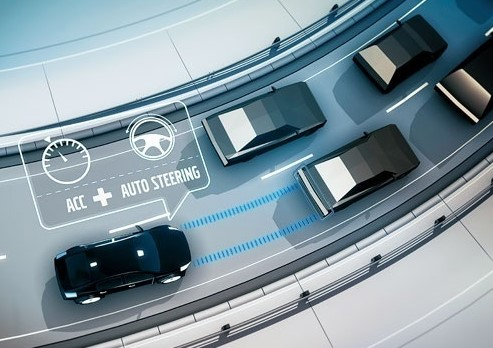 ACC + AUTO STEERING